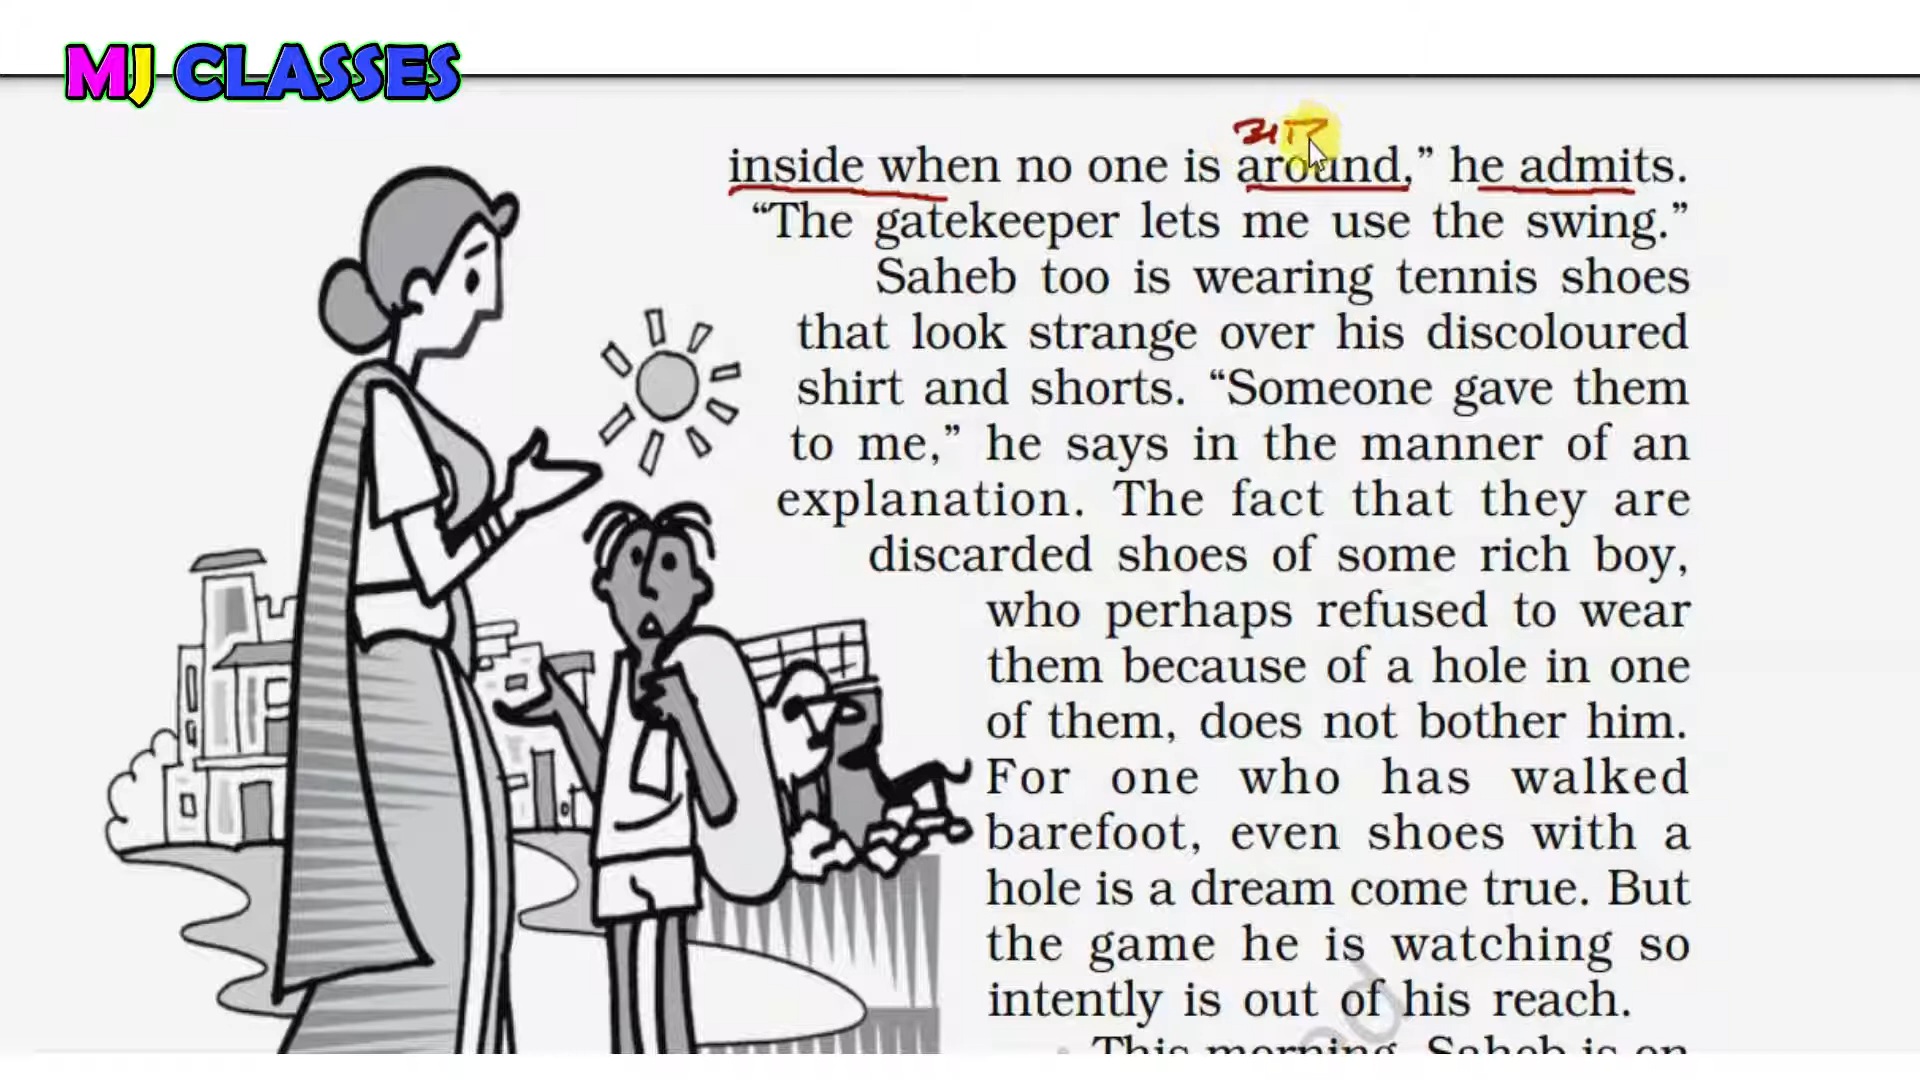 MJ CLASSES
inside when no one is around,” he admits.
“The gatekeeper lets me use the swing.”
Saheb too is wearing tennis shoes
that look strange over his discoloured
shirt and shorts. “Someone gave them
to me,” he says in the manner of an
explanation. The fact that they are
discarded shoes of some rich boy,
who perhaps refused to wear
them because of a hole in one
of them, does not bother him.
For one who has walked
barefoot, even shoes with a
hole is a dream come true. But
the game he is watching so
intently is out of his reach.
This morning, Saheb is on